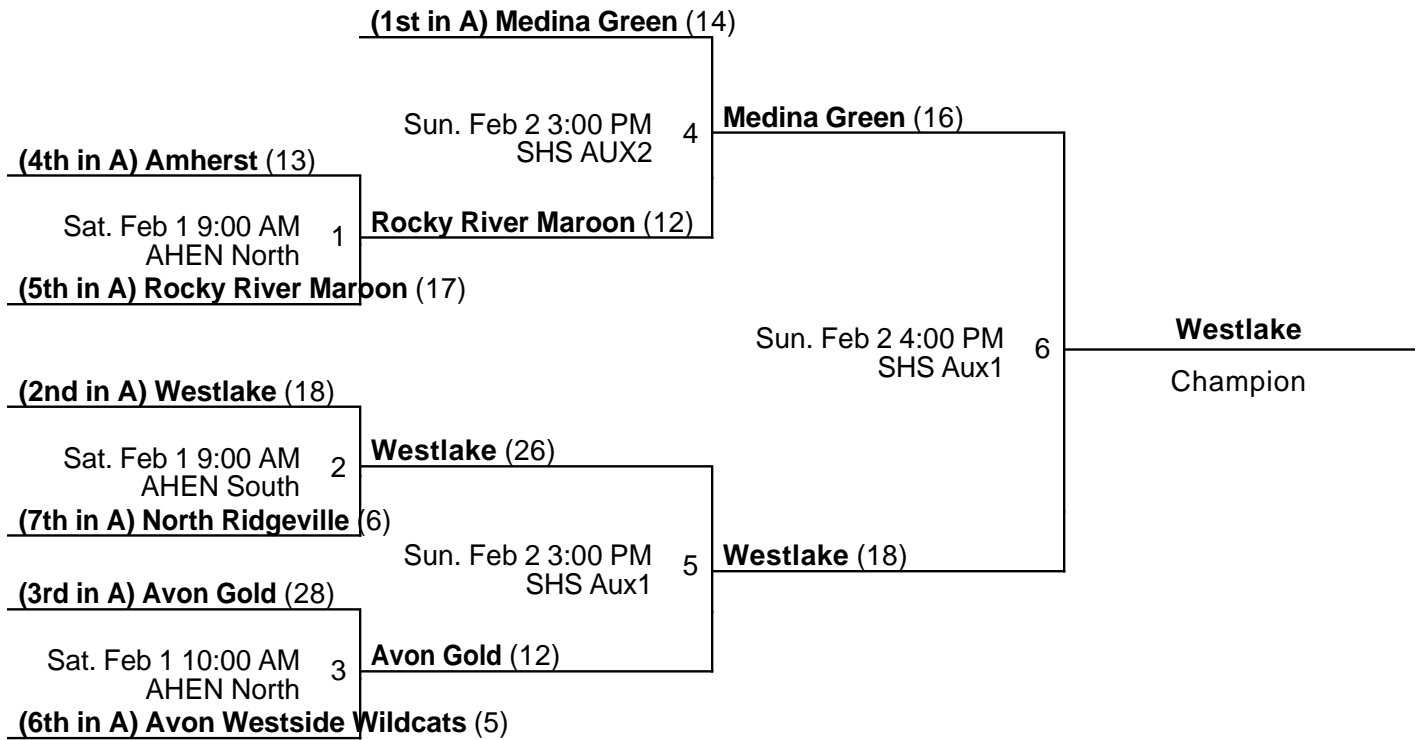 (1st in A) Medina Green (14)
Sun. Feb 2 3:00 PM 4
SHS AUX2
Medina Green (16)
(4th in A) Amherst (13)
Sat. Feb 1 9:00 AM 1
AHEN North
Rocky River Maroon (12)
(5th in A) Rocky River Maroon (17)
Sun. Feb 2 4:00 PM 6
SHS Aux1
Westlake
Champion
(2nd in A) Westlake (18)
Sat. Feb 1 9:00 AM 2
AHEN South
Westlake (26)
(7th in A) North Ridgeville (6)
Sun. Feb 2 3:00 PM 5
SHS Aux1
Westlake (18)
(3rd in A) Avon Gold (28)
Sat. Feb 1 10:00 AM 3
AHEN North
Avon Gold (12)
(6th in A) Avon Westside Wildcats (5)